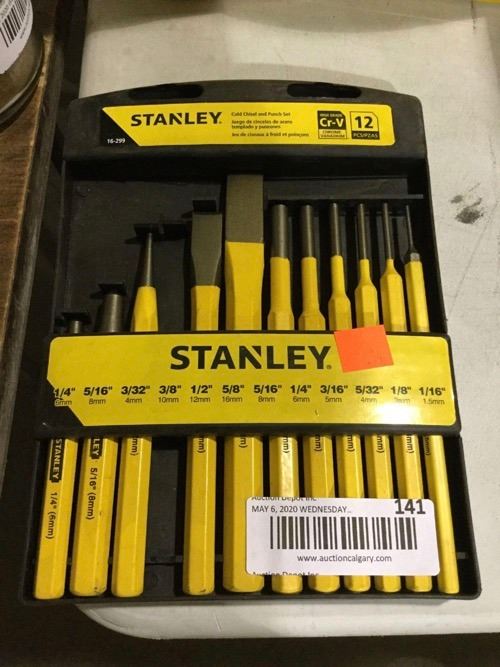 STANLEY®
Cold Chisel and Punch Set
Juego de cinceles de acero
templado y punzones
Jeu de ciseaux à froid et poinçons
HIGH GRADE
Cr-V
CHROME
VANADIUM
12
PCS/PZAS
16-299
STANLEY®
1/4" 5/16" 3/32" 3/8" 1/2" 5/8" 5/16" 1/4" 3/16" 5/32" 1/8" 1/16"
6mm 8mm 4mm 10mm 12mm 16mm 8mm 6mm 5mm 4mm 3mm 1.5mm
STANLEY 1/4" (6mm)
5/16" (8mm)
Auction Depot Inc.
MAY 6, 2020 WEDNESDAY..
141
www.auctioncalgary.com
Auction Depot Inc.